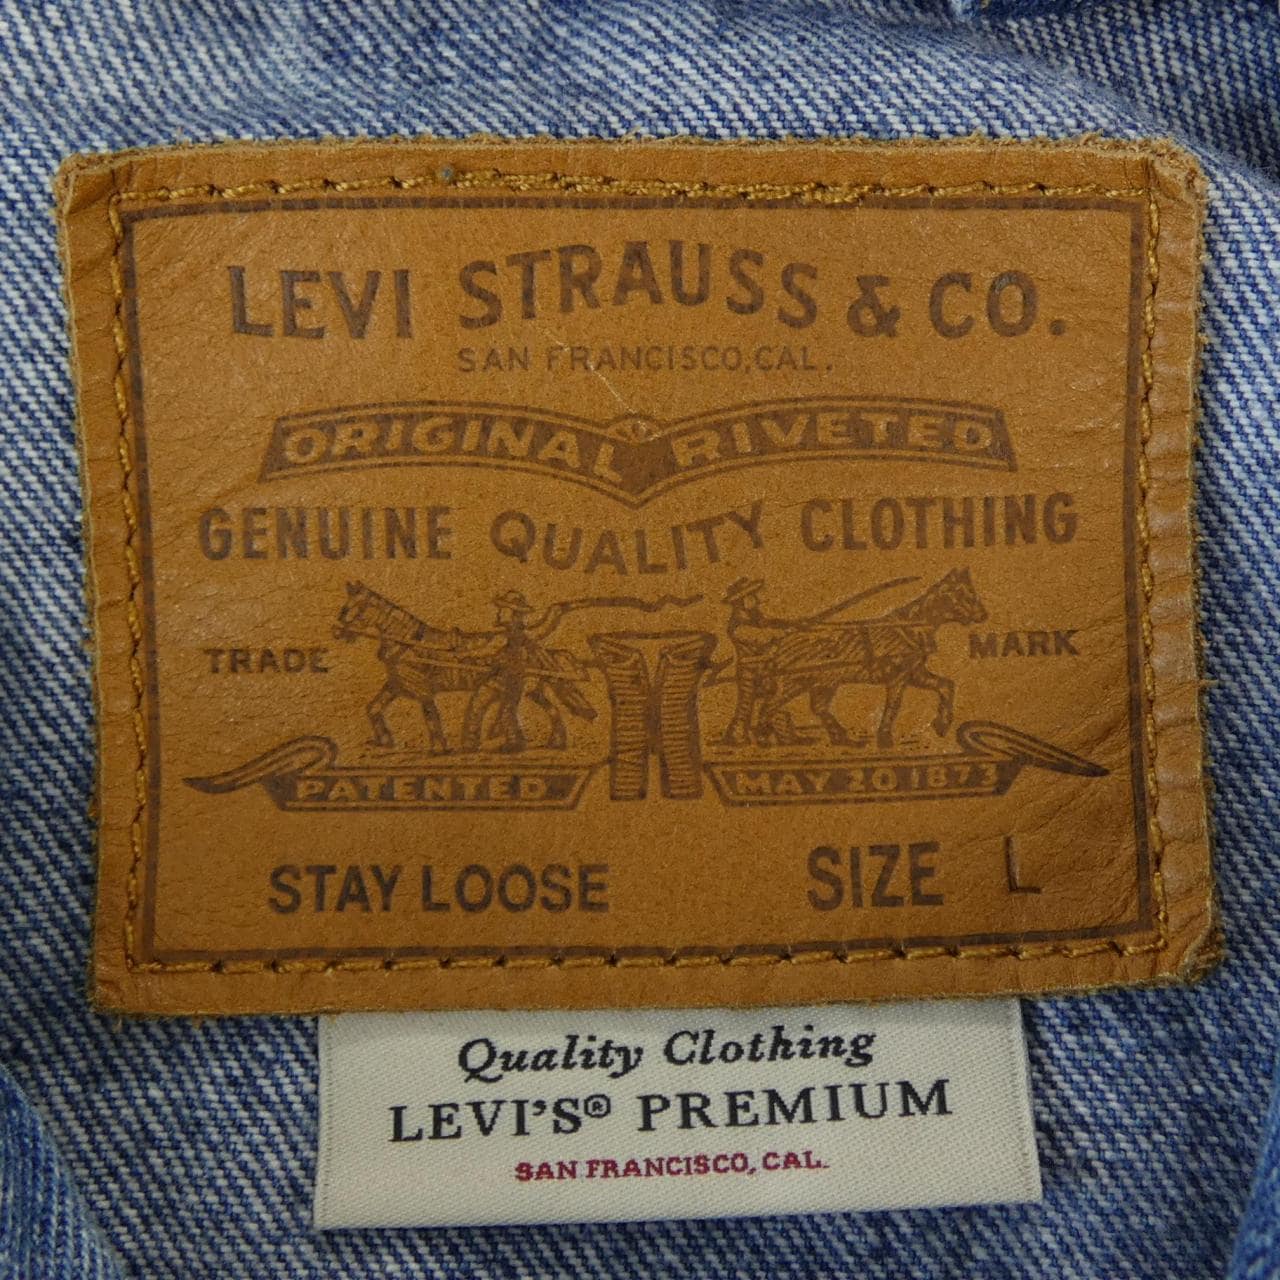 LEVI STRAUSS & CO.
SAN FRANCISCO, CAL.
ORIGINAL RIVETED
GENUINE QUALITY CLOTHING
TRADE MARK
PATENTED MAY 20 1873
STAY LOOSE SIZE L
Quality Clothing
LEVI'S® PREMIUM
SAN FRANCISCO, CAL.